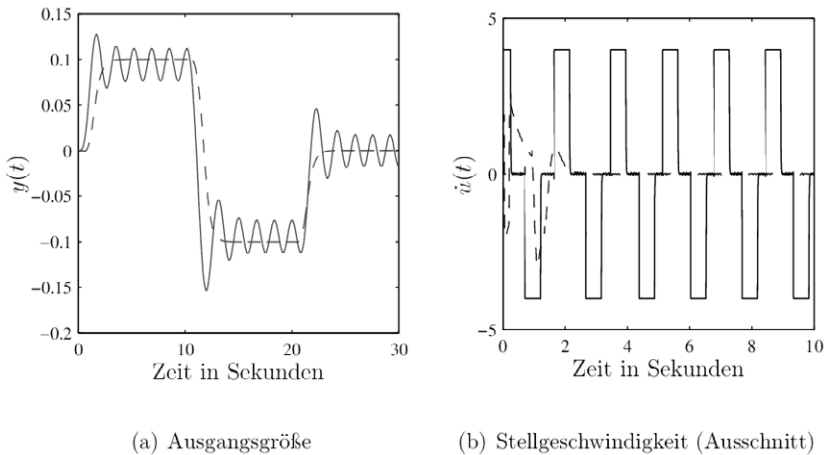 0.15
0.1
0.05
0
−0.05
−0.1
−0.15
−0.2
y(t)
0 10 20 30
Zeit in Sekunden
5
0
−5
u̇(t)
0 2 4 6 8 10
Zeit in Sekunden
(a) Ausgangsgröße
(b) Stellgeschwindigkeit (Ausschnitt)